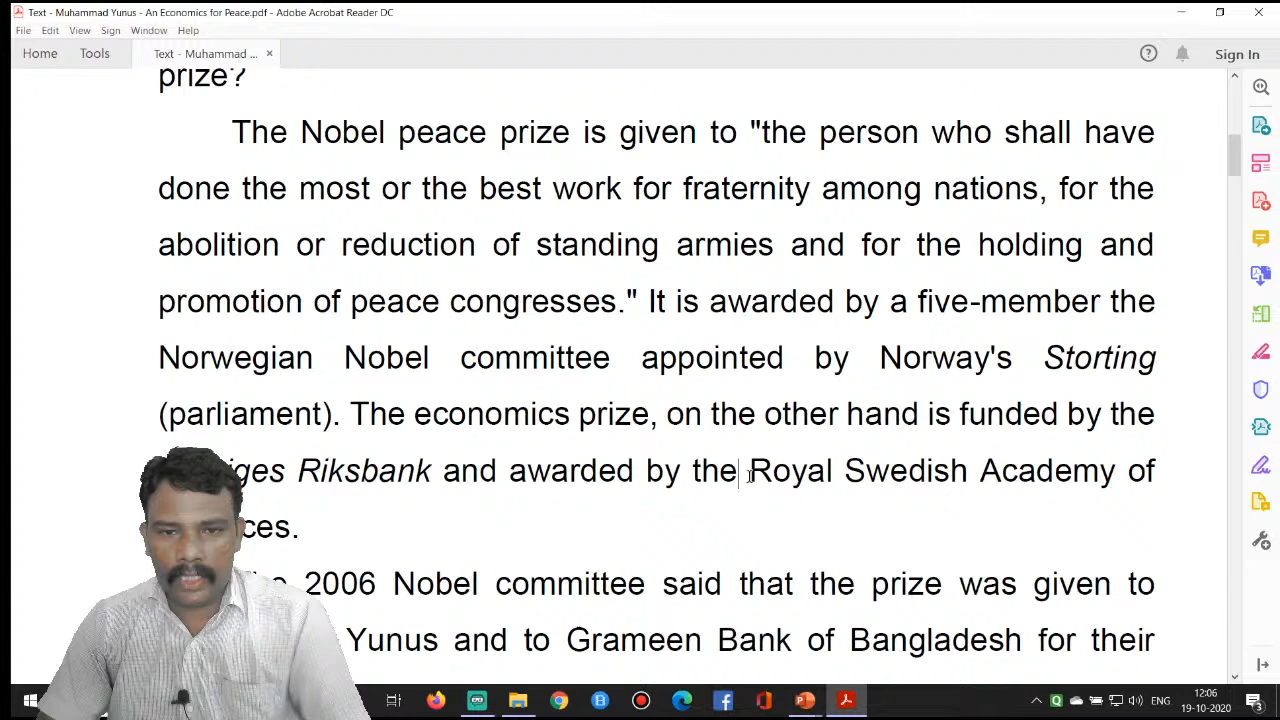 Text - Muhammad Yunus - An Economics for Peace.pdf - Adobe Acrobat Reader DC
File Edit View Sign Window Help
Home Tools Text - Muhammad ... Sign In
prize?
The Nobel peace prize is given to "the person who shall have
done the most or the best work for fraternity among nations, for the
abolition or reduction of standing armies and for the holding and
promotion of peace congresses." It is awarded by a five-member the
Norwegian Nobel committee appointed by Norway's Storting
(parliament). The economics prize, on the other hand is funded by the
Riksbank and awarded by the Royal Swedish Academy of
2006 Nobel committee said that the prize was given to
Yunus and to Grameen Bank of Bangladesh for their
ENG 12:06
19-10-2020